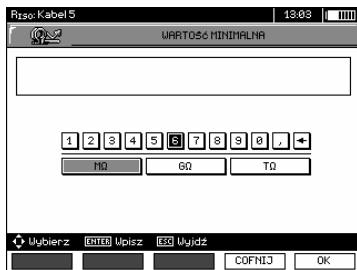 RISO: Kabel 5 13:03
WARTOŚĆ MINIMALNA
1 2 3 4 5 6 7 8 9 0 , ←
MΩ GΩ TΩ
Wybierz ENTER Wpisz ESC Wyjdź
COFNIJ OK